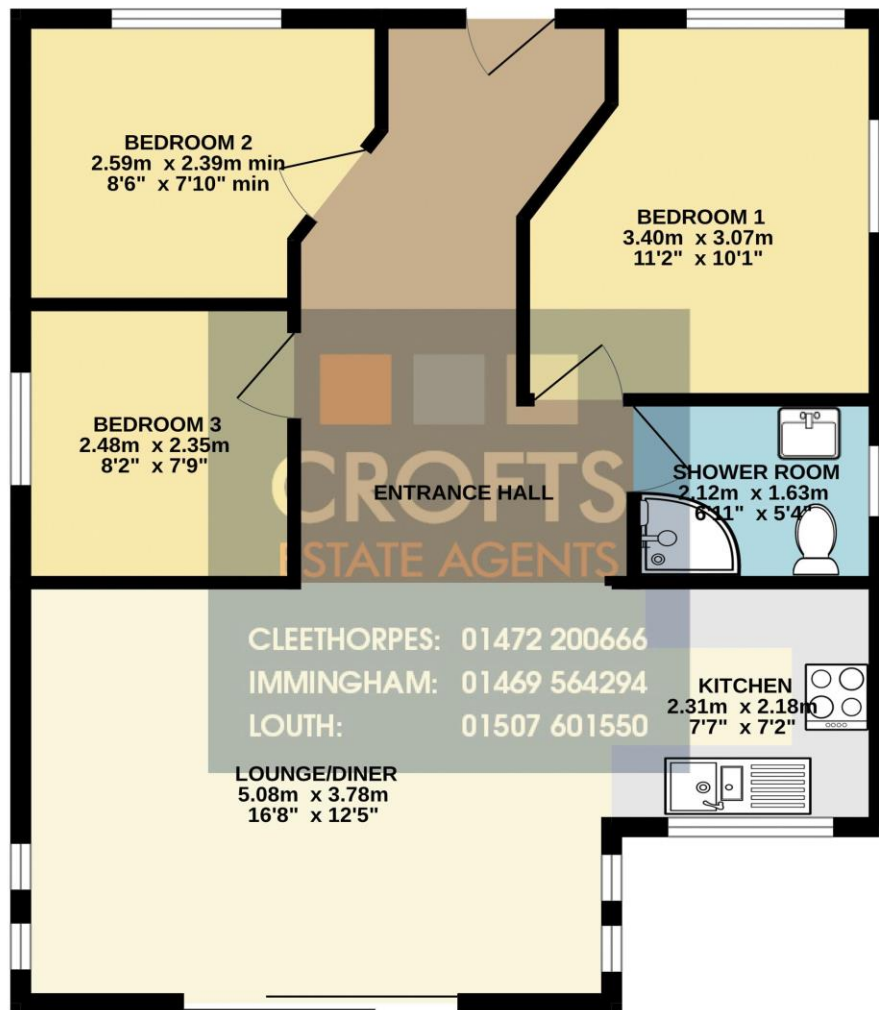 BEDROOM 2
2.59m x 2.39m min
8'6" x 7'10" min
BEDROOM 1
3.40m x 3.07m
11'2" x 10'1"
BEDROOM 3
2.48m x 2.35m
8'2" x 7'9"
SHOWER ROOM
2.12m x 1.63m
6'11" x 5'4"
CROFTS
ENTRANCE HALL
ESTATE AGENTS
CLEETHORPES: 01472 200666
IMMINGHAM: 01469 564294
LOUTH: 01507 601550
KITCHEN
2.31m x 2.18m
7'7" x 7'2"
LOUNGE/DINER
5.08m x 3.78m
16'8" x 12'5"